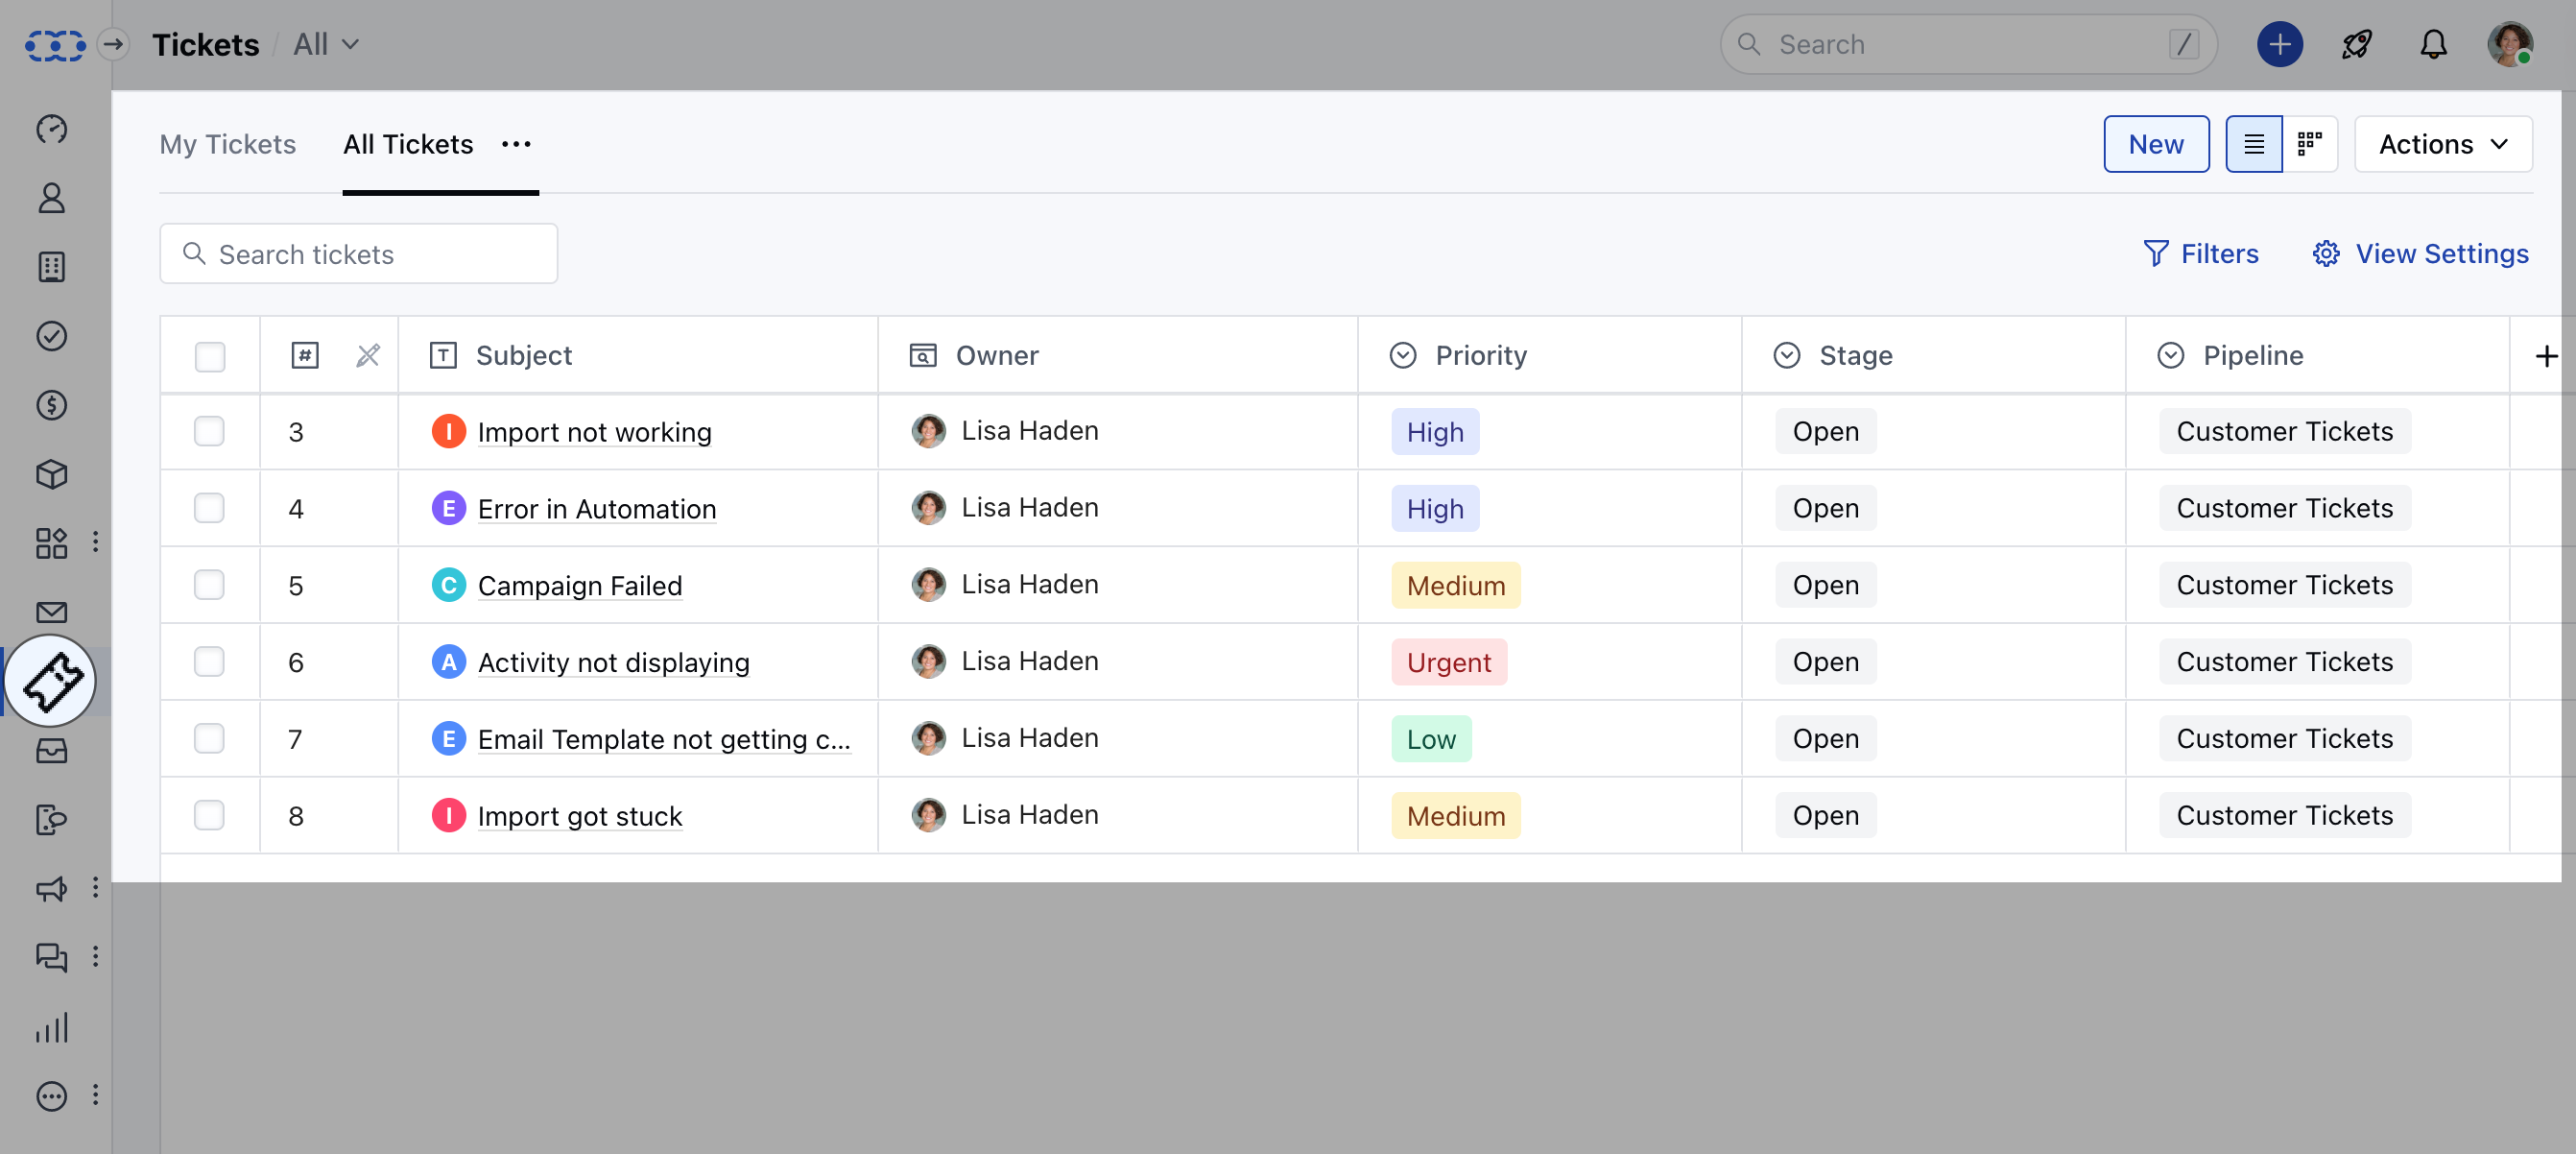 Tickets / All
Search /
My Tickets All Tickets ... New Actions
Search tickets Filters View Settings
# T Subject Owner Priority Stage Pipeline +
3 I Import not working Lisa Haden High Open Customer Tickets
4 E Error in Automation Lisa Haden High Open Customer Tickets
5 C Campaign Failed Lisa Haden Medium Open Customer Tickets
6 A Activity not displaying Lisa Haden Urgent Open Customer Tickets
7 E Email Template not getting c... Lisa Haden Low Open Customer Tickets
8 I Import got stuck Lisa Haden Medium Open Customer Tickets